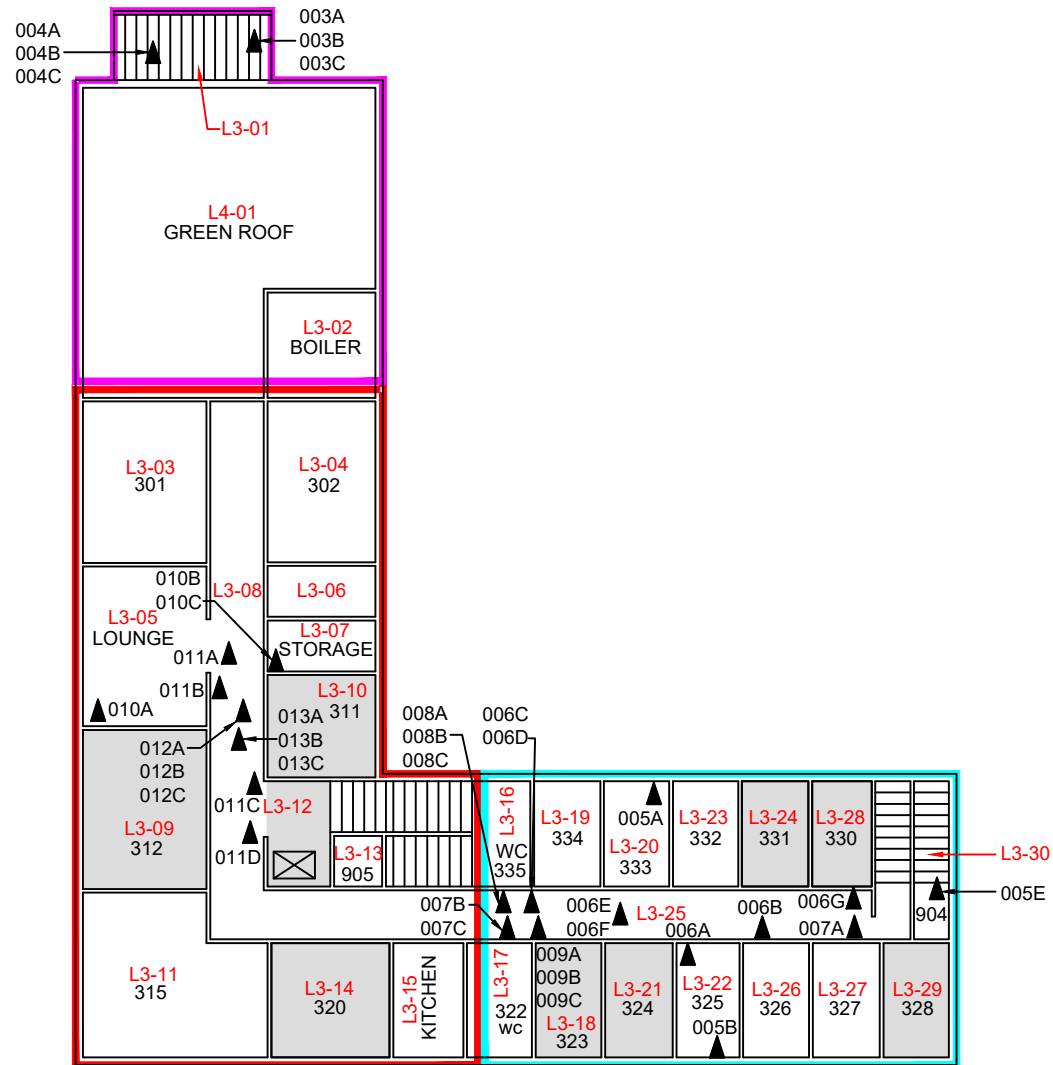 003A
004A
003B
004B
003C
004C
L3-01
L4-01
GREEN ROOF
L3-02
BOILER
L3-03
301
L3-04
302
010B
010C
L3-08
L3-06
L3-05
LOUNGE
L3-07
STORAGE
011A
011B
010A
L3-10
311
013A
013B
013C
012A
012B
012C
008A
008B
008C
006C
006D
L3-09
312
011C
L3-12
011D
L3-13
905
L3-16
WC
335
L3-19
334
005A
L3-20
333
L3-23
332
L3-24
331
L3-28
330
L3-30
005E
904
007B
007C
006E
006F
L3-25
006A
006B
006G
007A
L3-11
315
L3-14
320
L3-15
KITCHEN
L3-17
322
wc
009A
009B
009C
L3-18
323
L3-21
324
L3-22
325
005B
L3-26
326
L3-27
327
L3-29
328